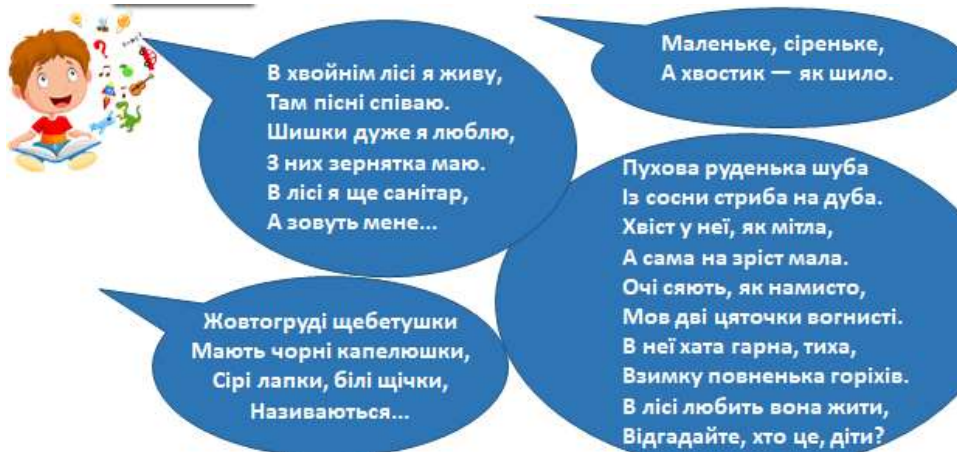 В хвойнім лісі я живу,
Там пісні співаю.
Шишки дуже я люблю,
З них зернятка маю.
В лісі я ще санітар,
А зовуть мене...
Маленьке, сіреньке,
А хвостик — як шило.
Жовтогруді щебетушки
Мають чорні капелюшки,
Сірі лапки, білі щічки,
Називаються...
Пухова руденька шуба
Із сосни стриба на дуба.
Хвіст у неї, як мітла,
А сама на зріст мала.
Очі сяють, як намисто,
Мов дві цяточки вогнисті.
В неї хата гарна, тиха,
Взимку повненька горіхів.
В лісі любить вона жити,
Відгадайте, хто це, діти?